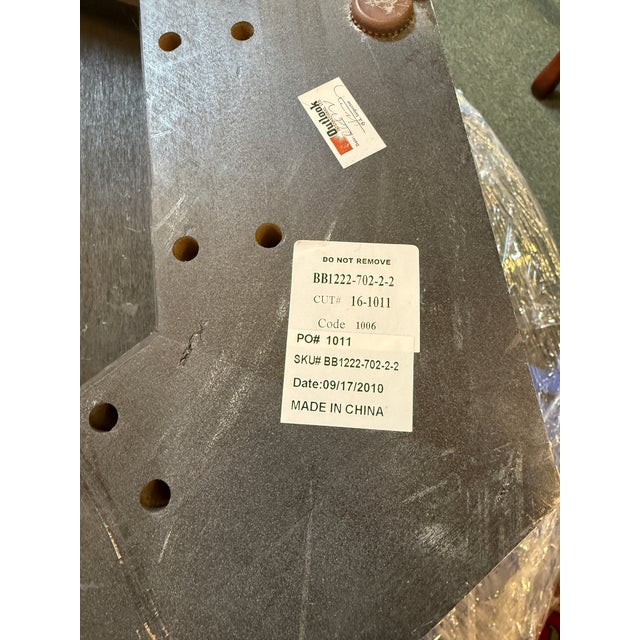 Outlook
DO NOT REMOVE
BB1222-702-2-2
CUT# 16-1011
Code 1006
PO# 1011
SKU# BB1222-702-2-2
Date:09/17/2010
MADE IN CHINA